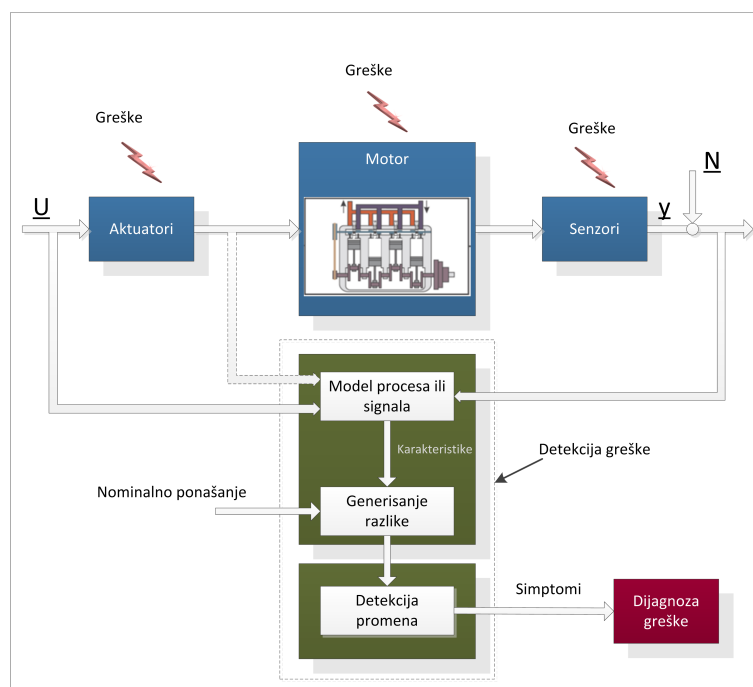 Greške
Greške
Greške
Motor
N
U
y
Aktuatori
Senzori
Model procesa ili
signala
Karakteristike
Detekcija greške
Nominalno ponašanje
Generisanje
razlike
Simptomi
Detekcija
promena
Dijagnoza
greške